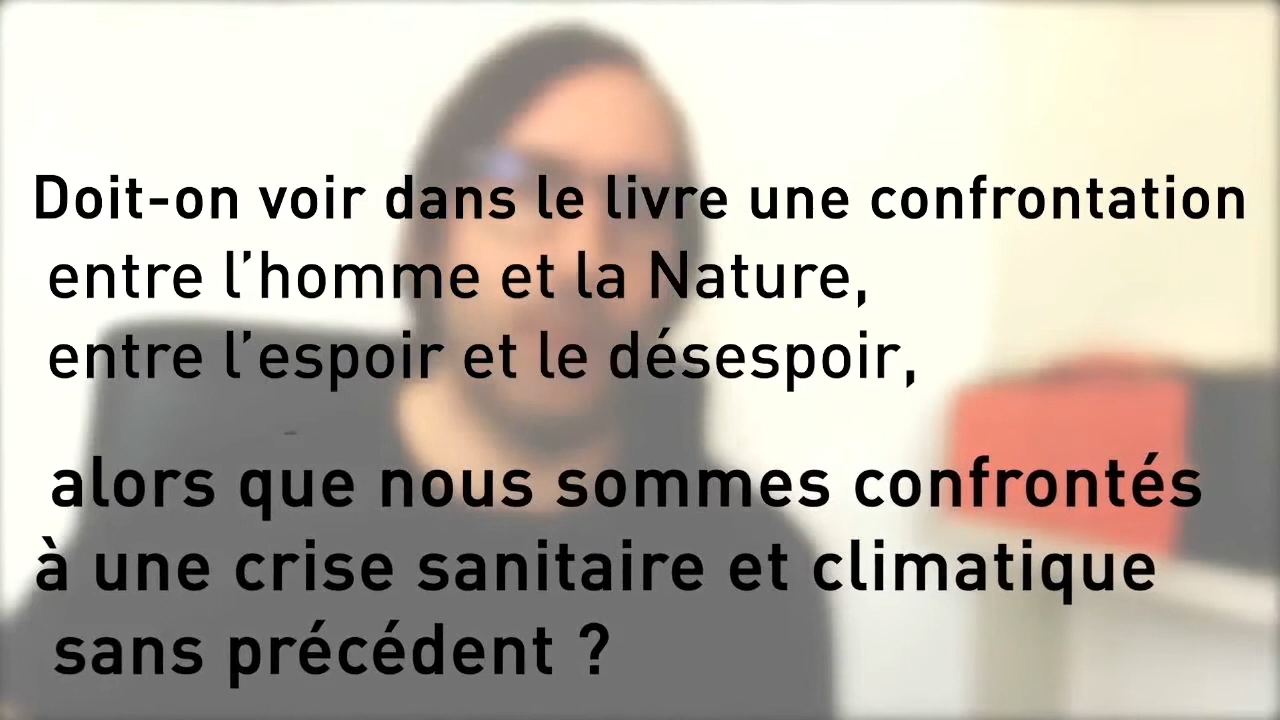 Doit-on voir dans le livre une confrontation
entre l’homme et la Nature,
entre l’espoir et le désespoir,
alors que nous sommes confrontés
à une crise sanitaire et climatique
sans précédent ?